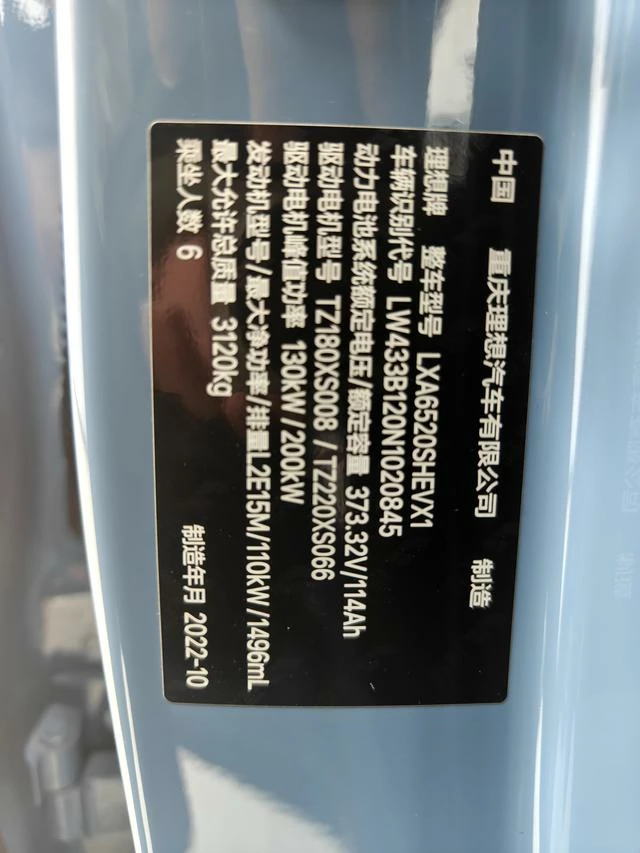 中国 重庆理想汽车有限公司 制造
理想牌 整车型号 LXA6520SHEVX1
车辆识别代号 LW433B120N1020845
动力电池系统额定电压/额定容量 373.32V/114Ah
驱动电机型号 TZ180XS008 / TZ220XS066
驱动电机峰值功率 130kW/200kW
发动机型号/最大净功率/排量L2E15M/110kW/1496mL
最大允许总质量 3120kg
乘坐人数 6 制造年月 2022-10